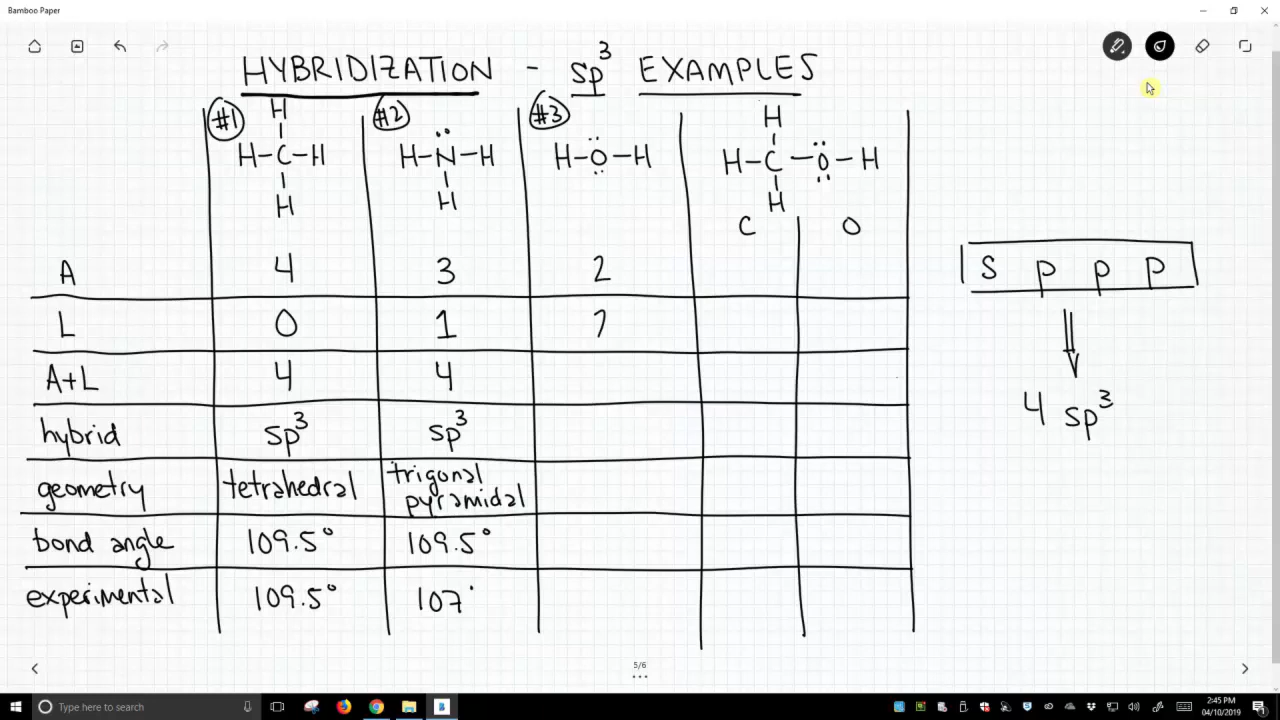 Bamboo Paper
HYBRIDIZATION - sp³ EXAMPLES
#1 #2 #3
H H
H-C-H H-N-H H-O-H H-C-O-H
H H H
C O
A 4 3 2
s p p p
L 0 1 2
A+L 4 4
4 sp³
hybrid sp³ sp³
geometry tetrahedral trigonal pyramidal
bond angle 109.5° 109.5°
experimental 109.5° 107°
5/6
Type here to search
2:45 PM
04/10/2019